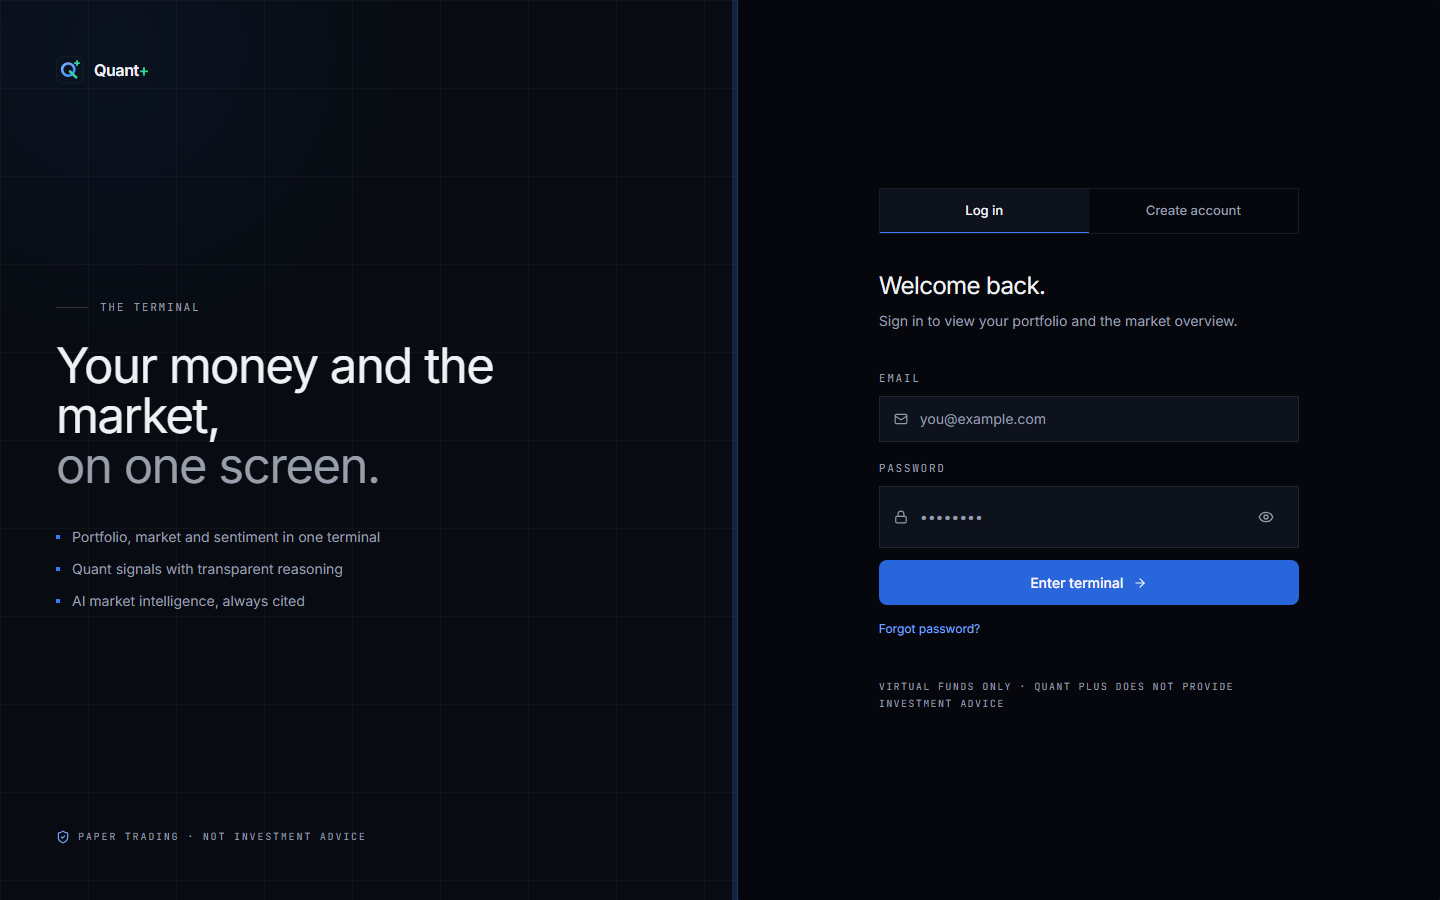 Quant+
THE TERMINAL
Your money and the
market,
on one screen.
Portfolio, market and sentiment in one terminal
Quant signals with transparent reasoning
AI market intelligence, always cited
PAPER TRADING · NOT INVESTMENT ADVICE
Log in
Create account
Welcome back.
Sign in to view your portfolio and the market overview.
EMAIL
you@example.com
PASSWORD
••••••••
Enter terminal →
Forgot password?
VIRTUAL FUNDS ONLY · QUANT PLUS DOES NOT PROVIDE
INVESTMENT ADVICE